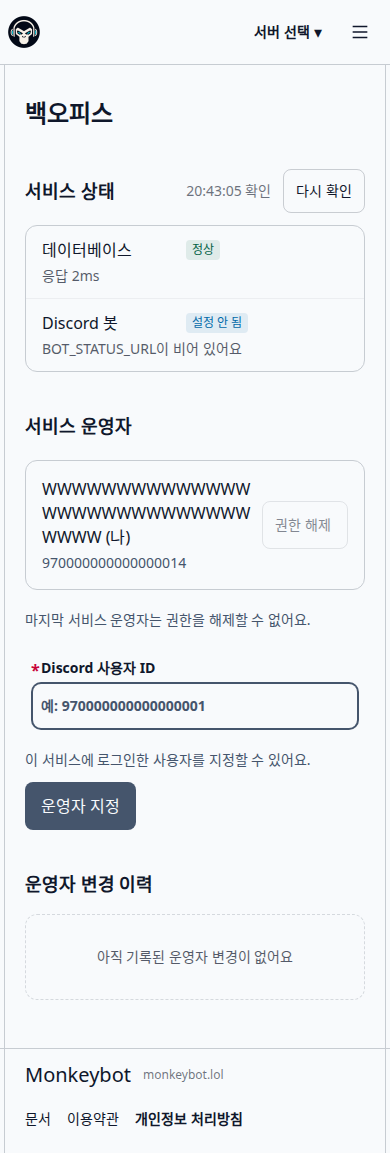 서버 선택 ▾
백오피스
서비스 상태
20:43:05 확인
다시 확인
데이터베이스
정상
응답 2ms
Discord 봇
설정 안 됨
BOT_STATUS_URL이 비어 있어요
서비스 운영자
WWWWWWWWWWWWWW
WWWWWWWWWWWWWW
WWWW (나)
970000000000000014
권한 해제
마지막 서비스 운영자는 권한을 해제할 수 없어요.
*Discord 사용자 ID
예: 970000000000000001
이 서비스에 로그인한 사용자를 지정할 수 있어요.
운영자 지정
운영자 변경 이력
아직 기록된 운영자 변경이 없어요
Monkeybot
monkeybot.lol
문서
이용약관
개인정보 처리방침